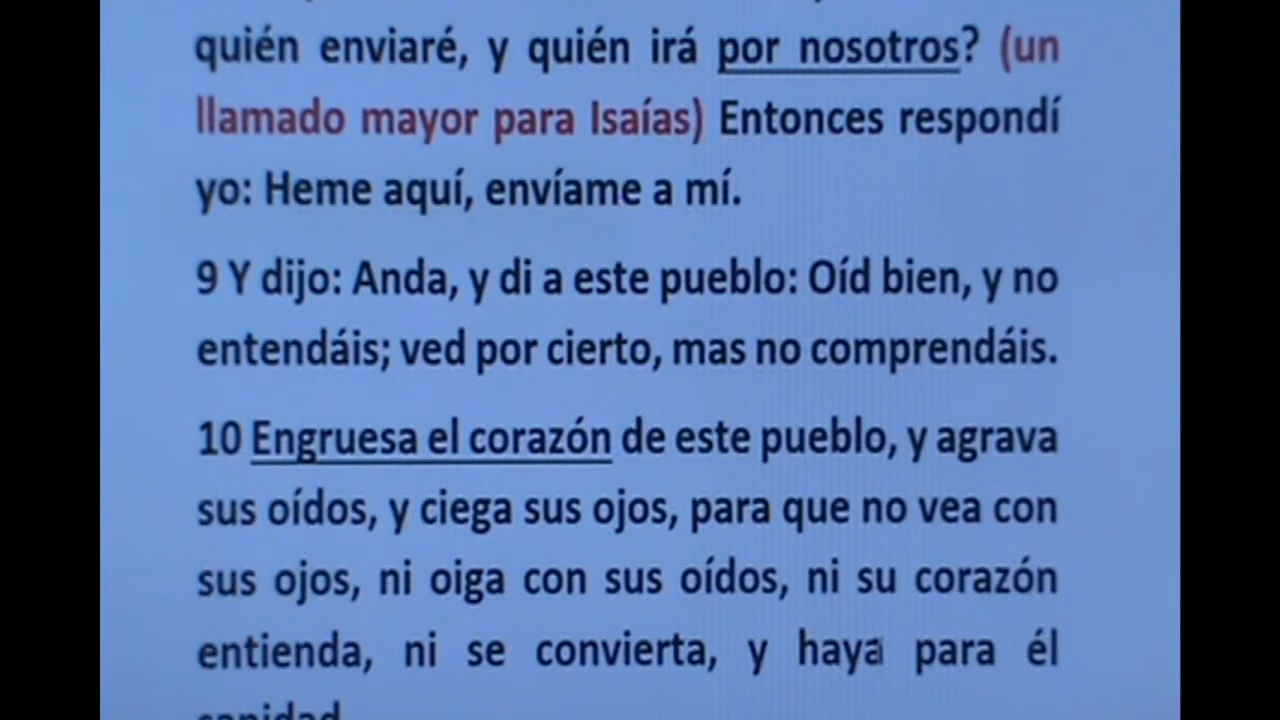 quién enviaré, y quién irá por nosotros? (un
llamado mayor para Isaías) Entonces respondí
yo: Heme aquí, envíame a mí.
9 Y dijo: Anda, y di a este pueblo: Oíd bien, y no
entendáis; ved por cierto, mas no comprendáis.
10 Engruesa el corazón de este pueblo, y agrava
sus oídos, y ciega sus ojos, para que no vea con
sus ojos, ni oiga con sus oídos, ni su corazón
entienda, ni se convierta, y haya para él
sanidad